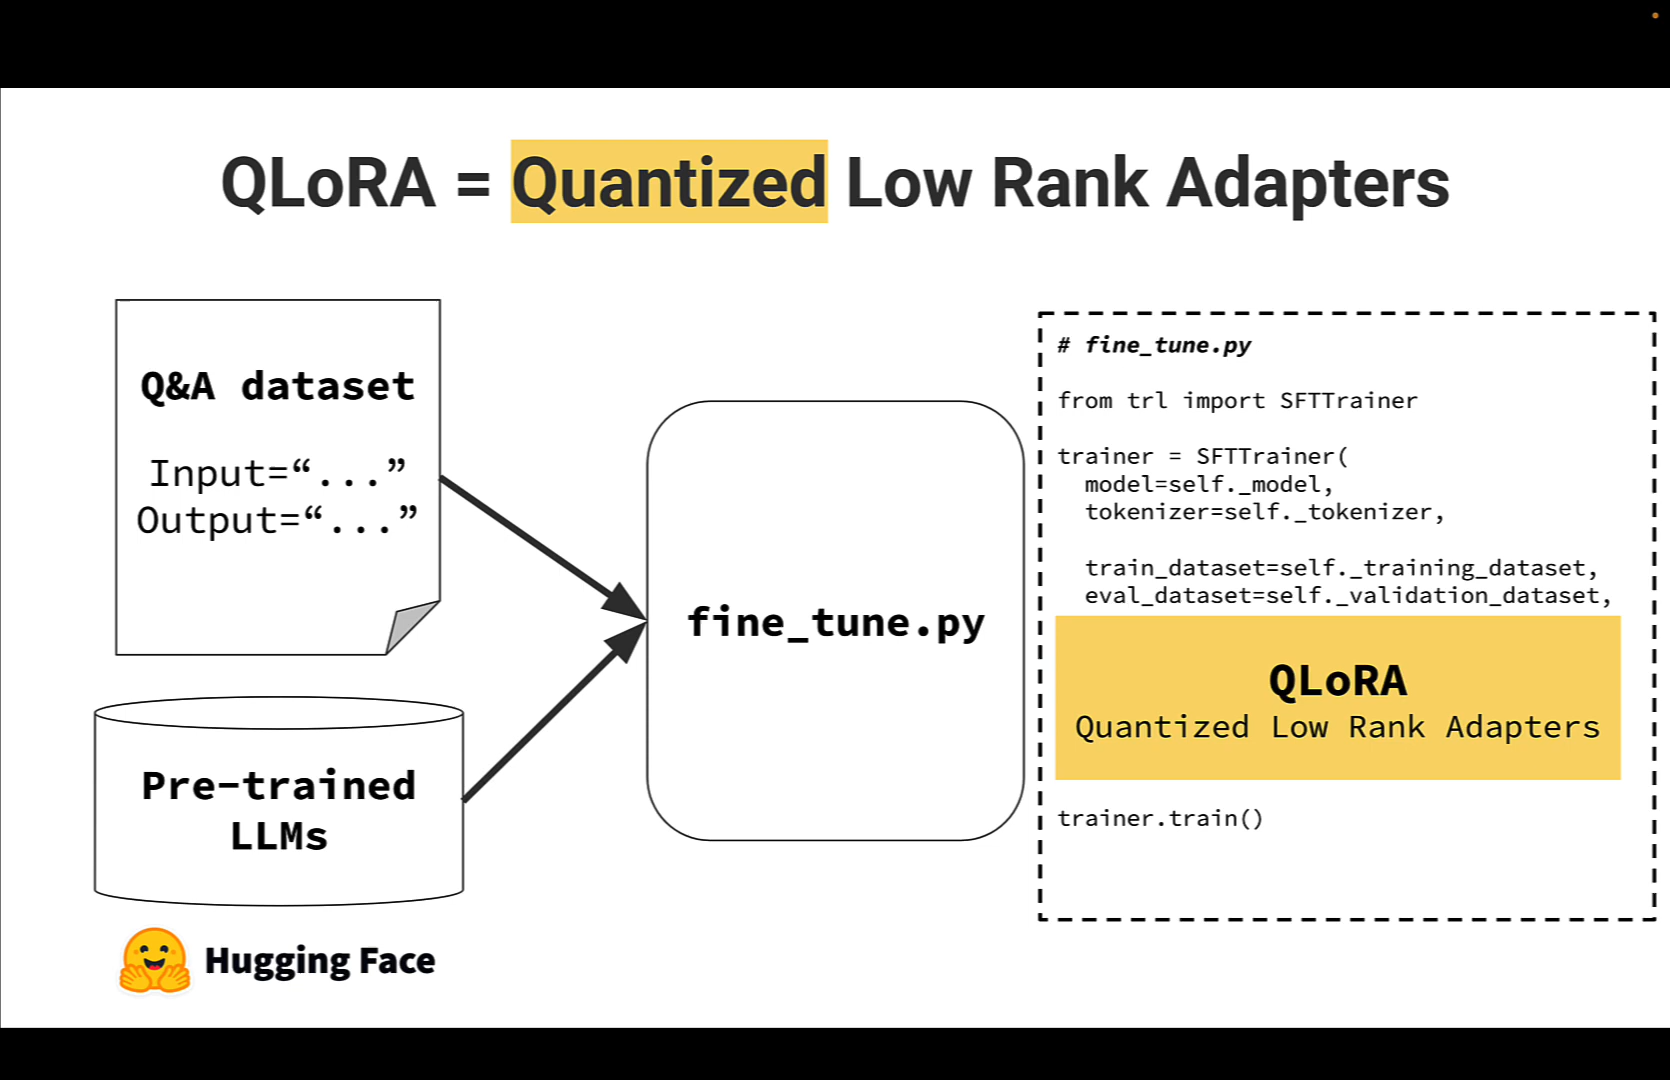 QLoRA = Quantized Low Rank Adapters
Q&A dataset
Input=“...”
Output=“...”
Pre-trained
LLMs
Hugging Face
fine_tune.py
# fine_tune.py
from trl import SFTTrainer
trainer = SFTTrainer(
model=self._model,
tokenizer=self._tokenizer,
train_dataset=self._training_dataset,
eval_dataset=self._validation_dataset,
QLoRA
Quantized Low Rank Adapters
trainer.train()